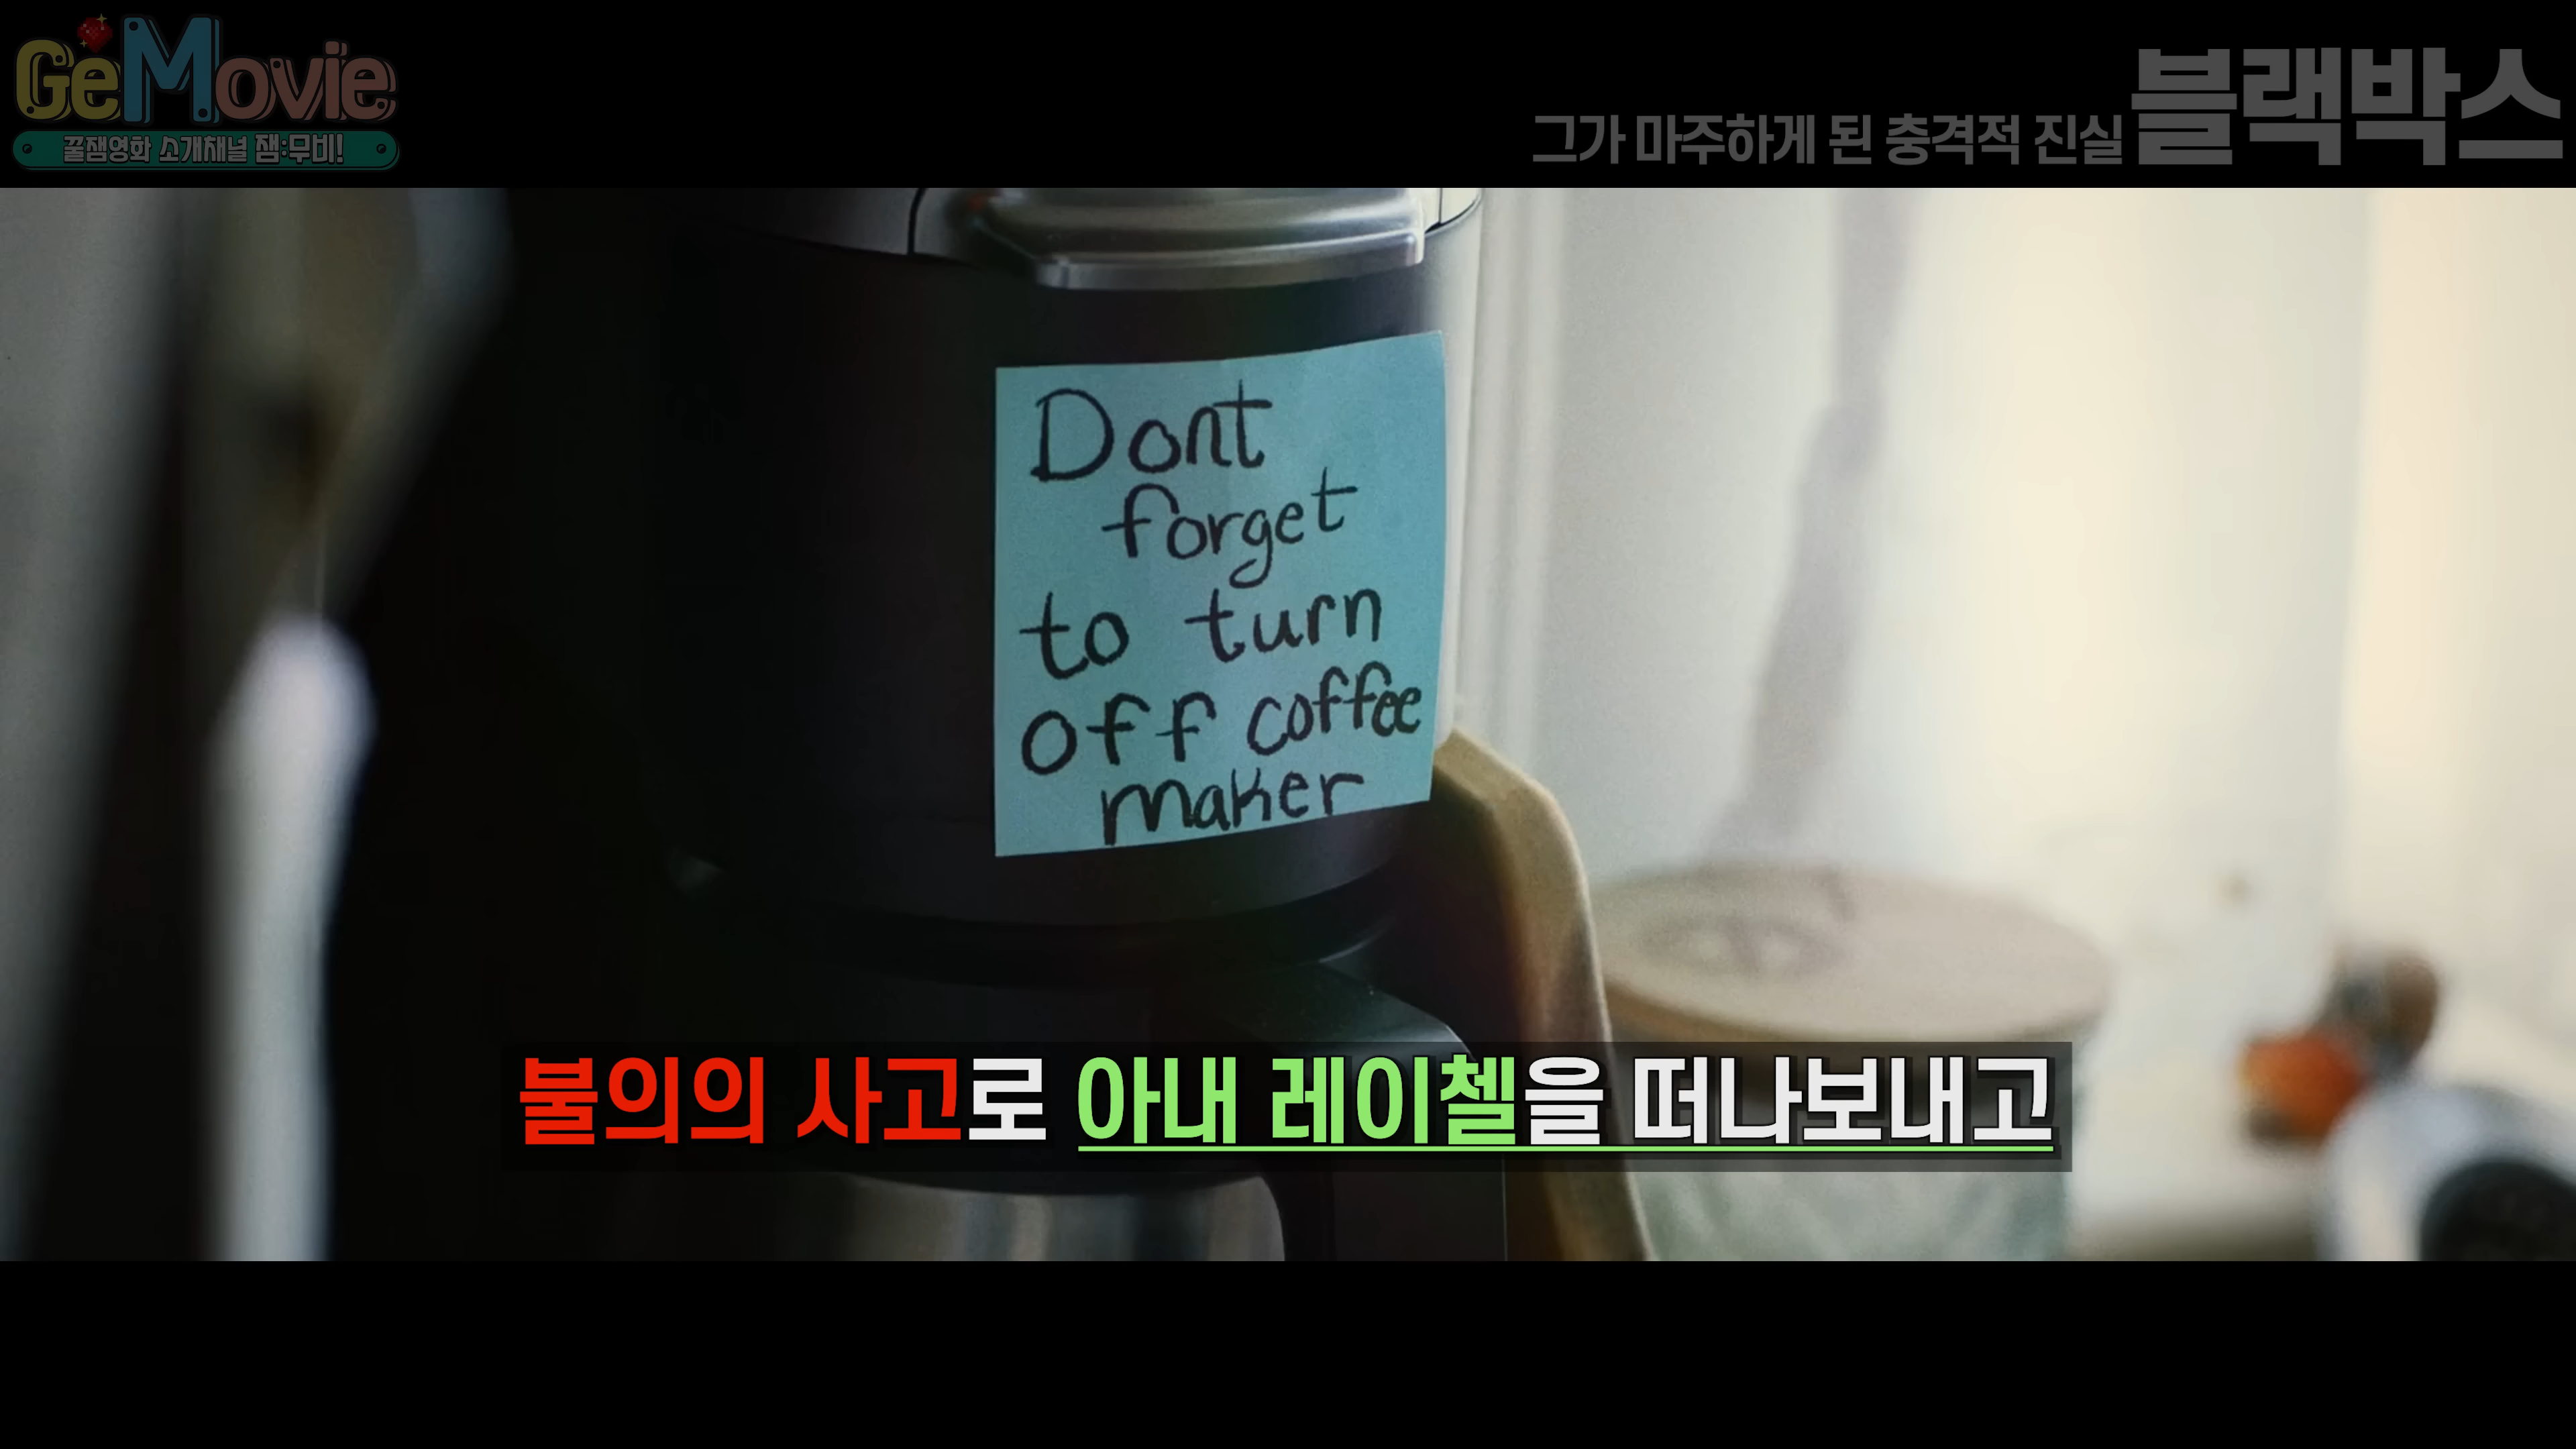 GeMovie
꿀잼영화 소개채널 잼:무비!
그가 마주하게 된 충격적 진실 블랙박스
Dont
forget
to turn
off coffee
maker
불의의 사고로 아내 레이첼을 떠나보내고